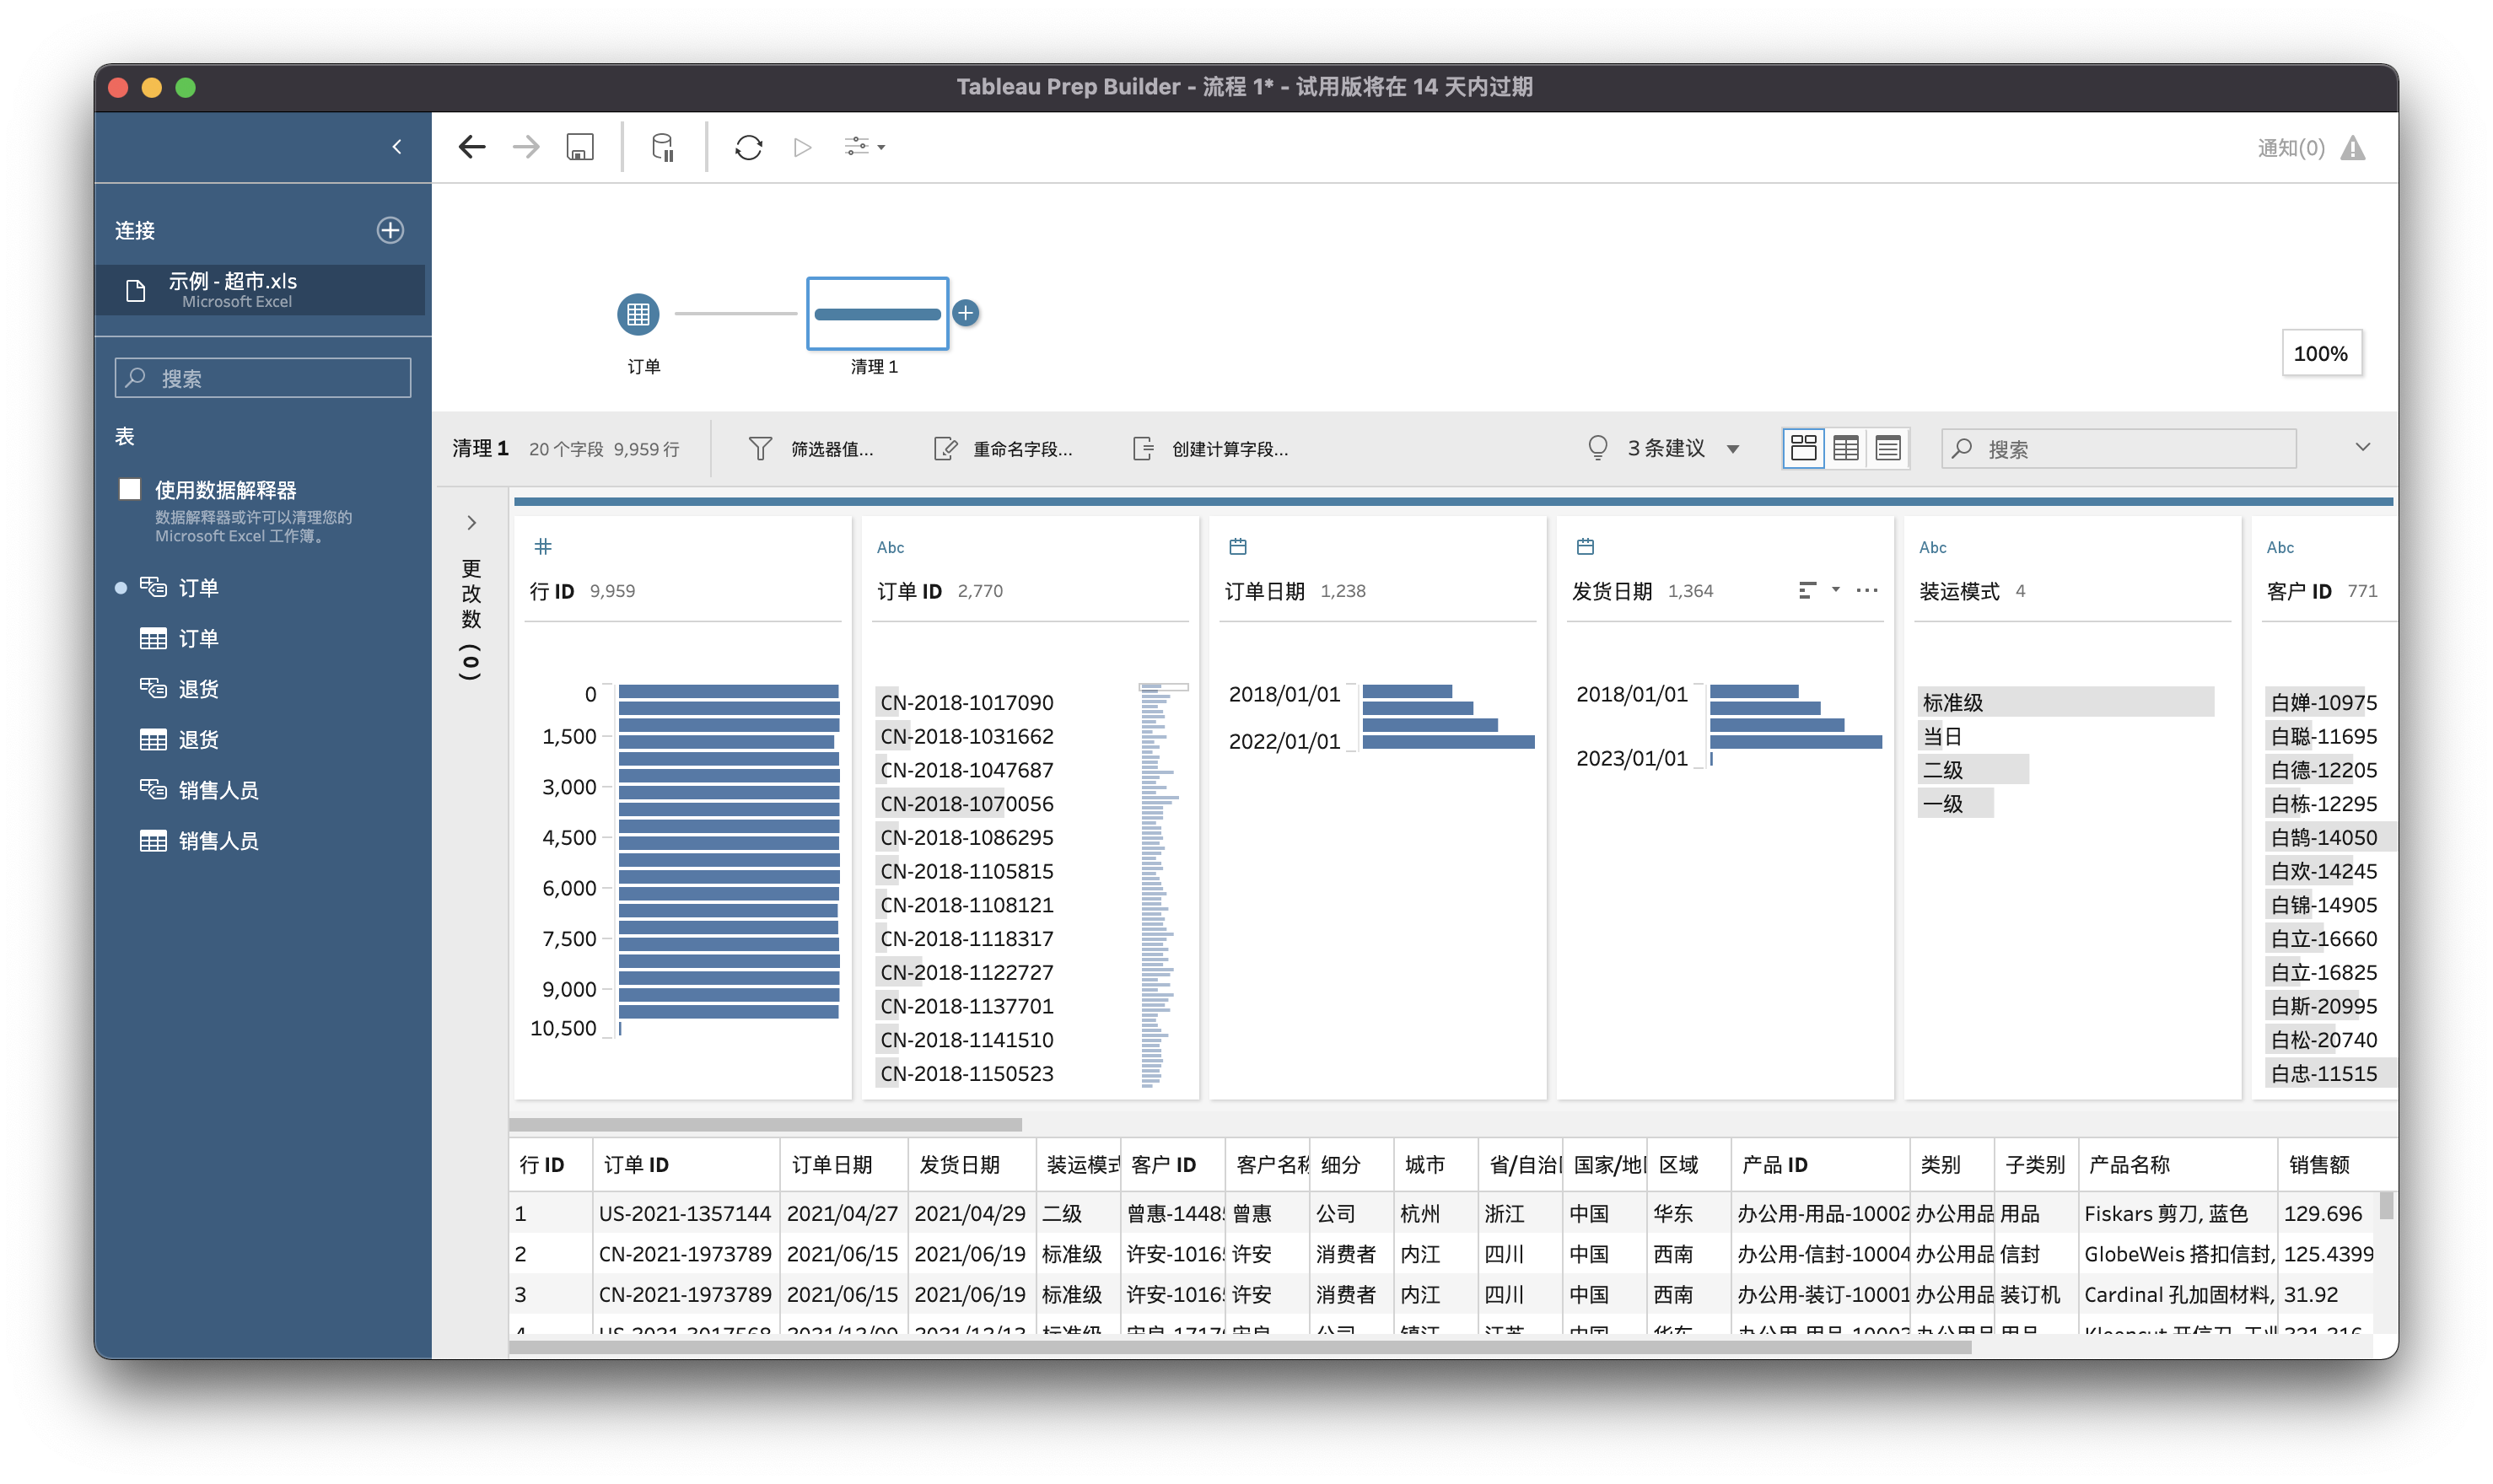 Tableau Prep Builder - 流程 1* - 试用版将在 14 天内过期
通知(0)
连接
示例 - 超市.xls
Microsoft Excel
搜索
表
使用数据解释器
数据解释器或许可以清理您的
Microsoft Excel 工作簿。
订单
订单
退货
退货
销售人员
销售人员
订单
清理 1
100%
清理 1 20 个字段 9,959 行 筛选器值... 重命名字段... 创建计算字段... 3 条建议 搜索
更改数 (0)
行 ID 9,959
0
1,500
3,000
4,500
6,000
7,500
9,000
10,500
Abc
订单 ID 2,770
CN-2018-1017090
CN-2018-1031662
CN-2018-1047687
CN-2018-1070056
CN-2018-1086295
CN-2018-1105815
CN-2018-1108121
CN-2018-1118317
CN-2018-1122727
CN-2018-1137701
CN-2018-1141510
CN-2018-1150523
订单日期 1,238
2018/01/01
2022/01/01
发货日期 1,364
2018/01/01
2023/01/01
Abc
装运模式 4
标准级
当日
二级
一级
Abc
客户 ID 771
白婵-10975
白聪-11695
白德-12205
白栋-12295
白鹄-14050
白欢-14245
白锦-14905
白立-16660
白立-16825
白斯-20995
白松-20740
白忠-11515
行 ID 订单 ID 订单日期 发货日期 装运模式 客户 ID 客户名称 细分 城市 省/自治 国家/地 区域 产品 ID 类别 子类别 产品名称 销售额
1 US-2021-1357144 2021/04/27 2021/04/29 二级 曾惠-1448 曾惠 公司 杭州 浙江 中国 华东 办公用-用品-10002 办公用品 用品 Fiskars 剪刀, 蓝色 129.696
2 CN-2021-1973789 2021/06/15 2021/06/19 标准级 许安-1016 许安 消费者 内江 四川 中国 西南 办公用-信封-10004 办公用品 信封 GlobeWeis 搭扣信封, 125.4399
3 CN-2021-1973789 2021/06/15 2021/06/19 标准级 许安-1016 许安 消费者 内江 四川 中国 西南 办公用-装订-10001 办公用品 装订机 Cardinal 孔加固材料, 31.92